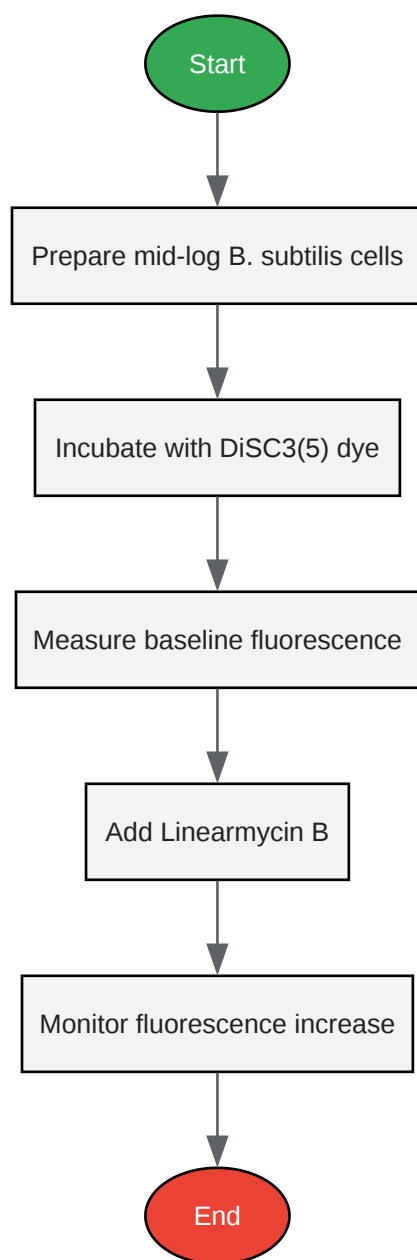 Start
Prepare mid-log B. subtilis cells
Incubate with DiSC3(5) dye
Measure baseline fluorescence
Add Linearmycin B
Monitor fluorescence increase
End